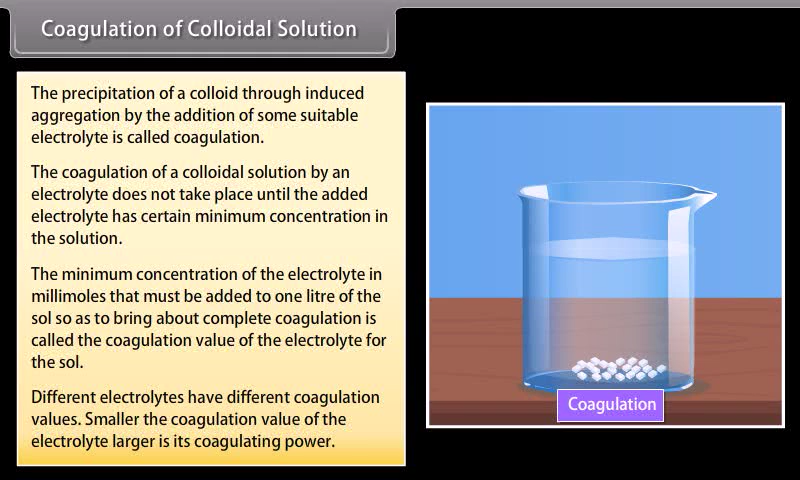 Coagulation of Colloidal Solution
The precipitation of a colloid through induced
aggregation by the addition of some suitable
electrolyte is called coagulation.
The coagulation of a colloidal solution by an
electrolyte does not take place until the added
electrolyte has certain minimum concentration in
the solution.
The minimum concentration of the electrolyte in
millimoles that must be added to one litre of the
sol so as to bring about complete coagulation is
called the coagulation value of the electrolyte for
the sol.
Different electrolytes have different coagulation
values. Smaller the coagulation value of the
electrolyte larger is its coagulating power.
Coagulation